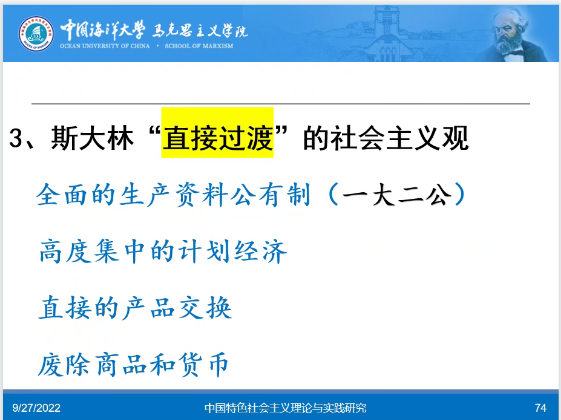 中国海洋大学 马克思主义学院
OCEAN UNIVERSITY OF CHINA • SCHOOL OF MARXISM
3、斯大林“直接过渡”的社会主义观
全面的生产资料公有制（一大二公）
高度集中的计划经济
直接的产品交换
废除商品和货币
9/27/2022 中国特色社会主义理论与实践研究 74